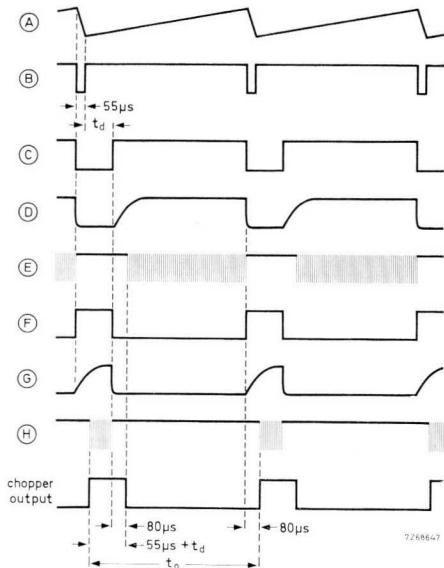 A
B
55µs
td
C
D
E
F
G
H
chopper
output
80µs
80µs
55µs + td
to
7268647